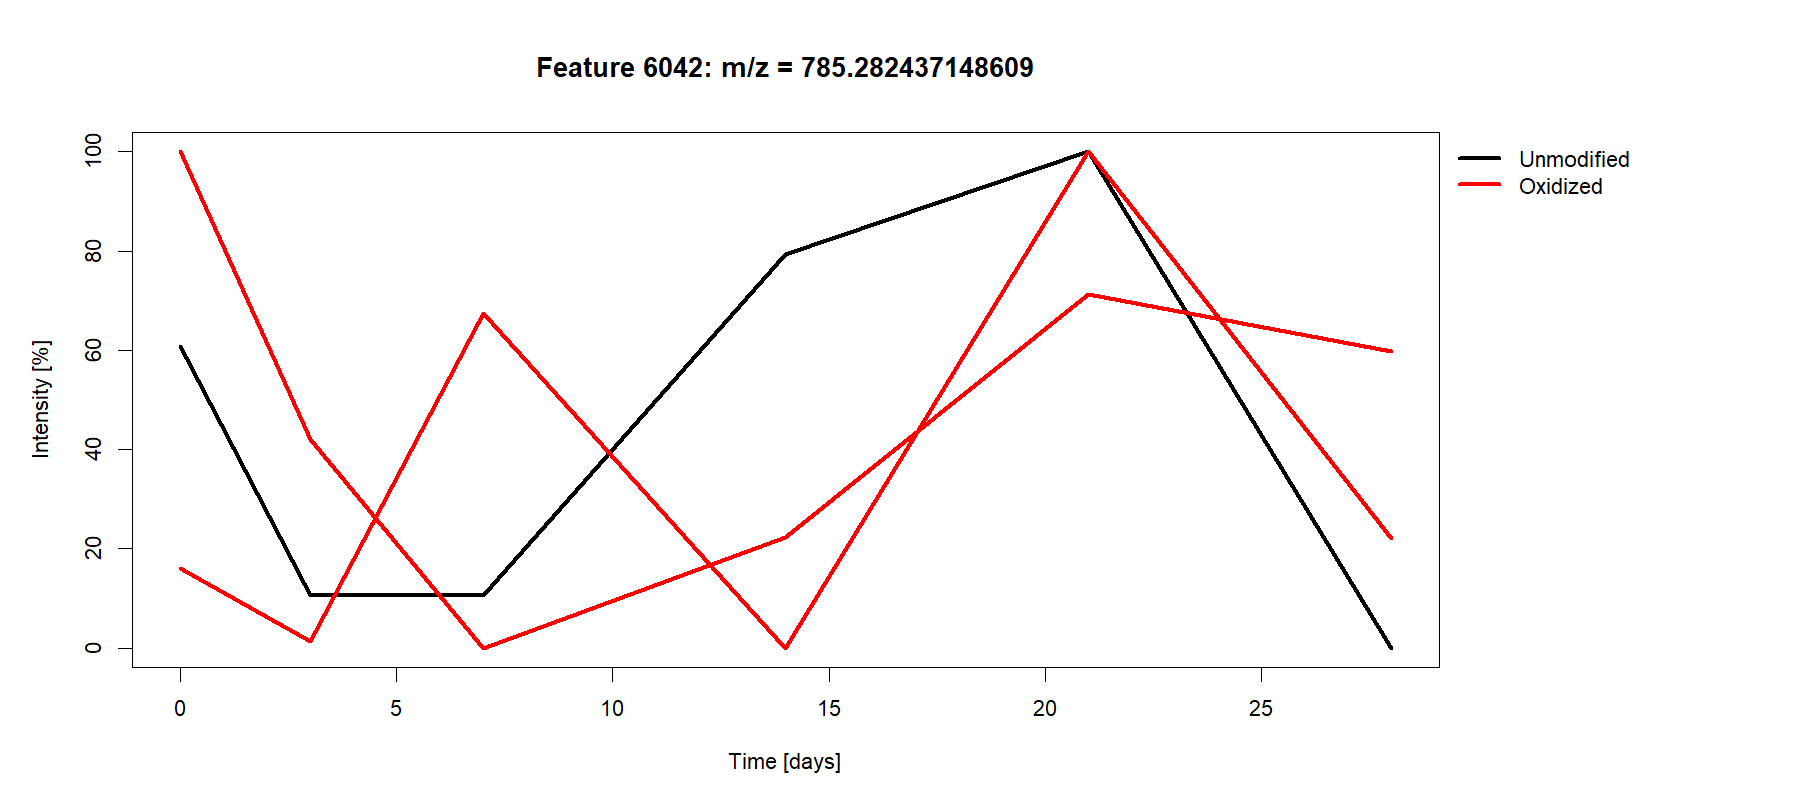 Feature 6042: m/z = 785.282437148609
Unmodified
Oxidized
Intensity [%]
100
80
60
40
20
0
0 5 10 15 20 25
Time [days]